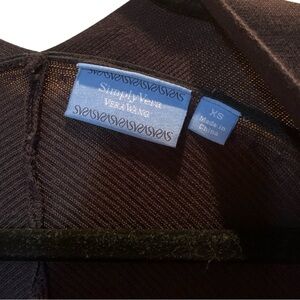 Simply Vera
VERA WANG
XS
Made in
China